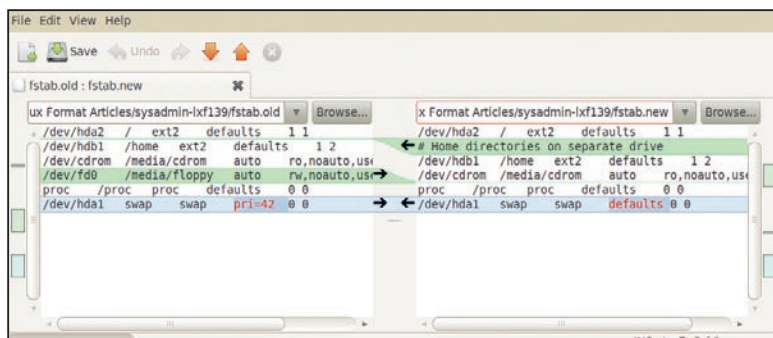 File Edit View Help
Save Undo
fstab.old : fstab.new
ux Format Articles/sysadmin-lxf139/fstab.old Browse...
/dev/hda2 / ext2 defaults 1 1
/dev/hdb1 /home ext2 defaults 1 2
/dev/cdrom /media/cdrom auto ro,noauto,use
/dev/fd0 /media/floppy auto rw,noauto,use
proc /proc proc defaults 0 0
/dev/hda1 swap swap pri=42 0 0
x Format Articles/sysadmin-lxf139/fstab.new Browse...
/dev/hda2 / ext2 defaults 1 1
# Home directories on separate drive
/dev/hdb1 /home ext2 defaults 1 2
/dev/cdrom /media/cdrom auto ro,noauto,use
proc /proc proc defaults 0 0
/dev/hda1 swap swap defaults 0 0